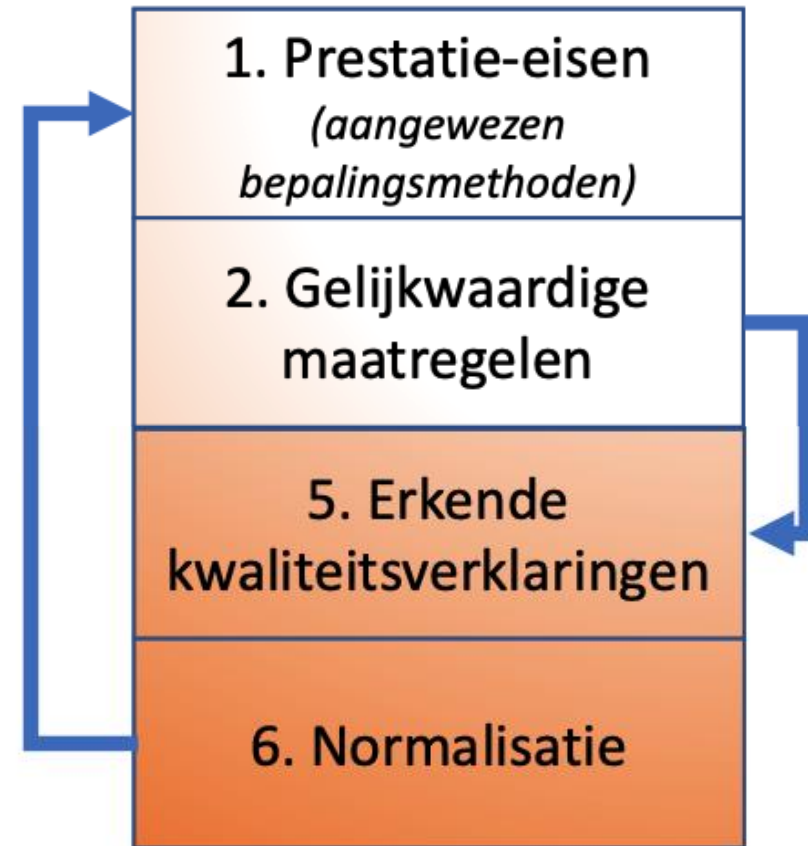 1. Prestatie-eisen
(aangewezen
bepalingsmethoden)
2. Gelijkwaardige
maatregelen
5. Erkende
kwaliteitsverklaringen
6. Normalisatie